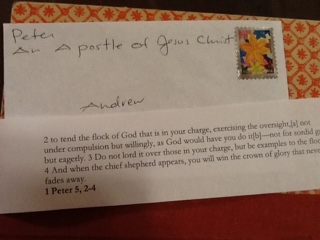 Peter
An Apostle of Jesus Christ
Andrew
2 to tend the flock of God that is in your charge, exercising the oversight,[a] not
under compulsion but willingly, as God would have you do it[b]—not for sordid g
but eagerly. 3 Do not lord it over those in your charge, but be examples to the floc
4 And when the chief shepherd appears, you will win the crown of glory that neve
fades away.
1 Peter 5, 2-4